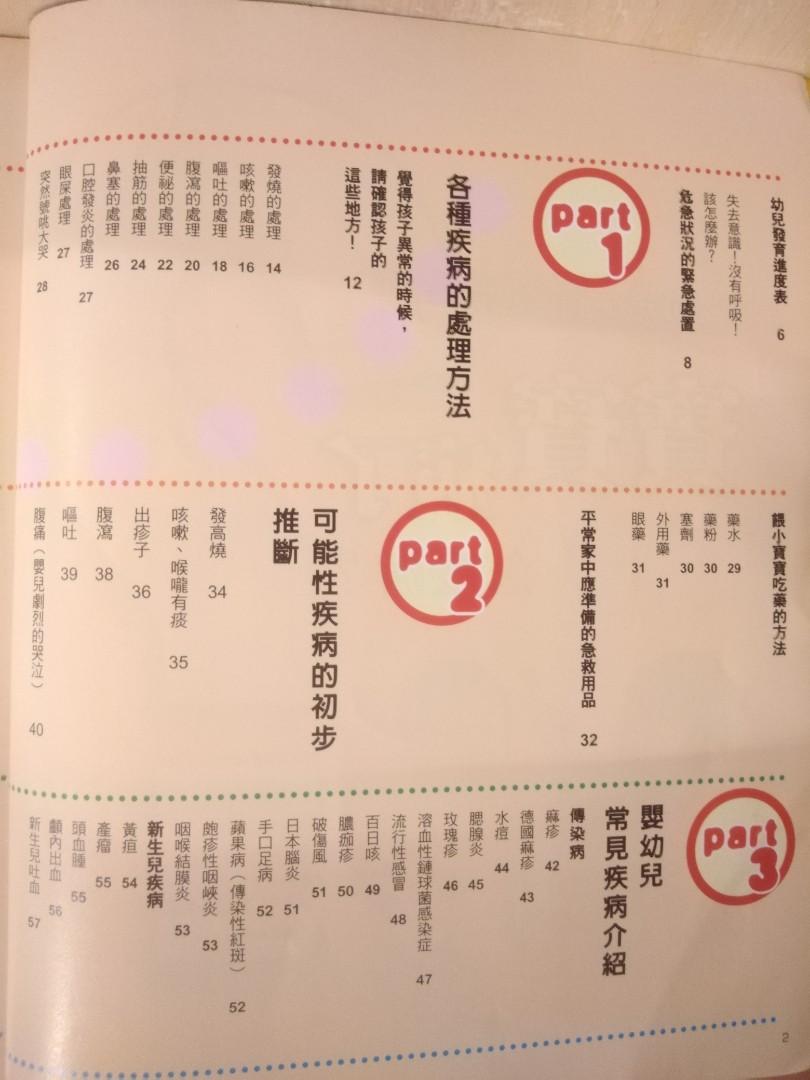 幼兒發育進度表 6
失去意識！沒有呼吸！
該怎麼辦？
危急狀況的緊急處置 8
part 1
各種疾病的處理方法
覺得孩子異常的時候，
請確認孩子的
這些地方！ 12
發燒的處理 14
咳嗽的處理 16
嘔吐的處理 18
腹瀉的處理 20
便祕的處理 22
抽筋的處理 24
鼻塞的處理 26
口腔發炎的處理 27
眼屎處理 27
突然號咷大哭 28
餵小寶寶吃藥的方法
藥水 29
藥粉 30
塞劑 30
外用藥 31
眼藥 31
平常家中應準備的急救用品 32
part 2
可能性疾病的初步
推斷
發高燒 34
咳嗽、喉嚨有痰 35
出疹子 36
腹瀉 38
嘔吐 39
腹痛（嬰兒劇烈的哭泣） 40
part 3
嬰幼兒
常見疾病介紹
傳染病
麻疹 42
德國麻疹 43
水痘 44
腮腺炎 45
玫瑰疹 46
溶血性鏈球菌感染症 47
流行性感冒 48
百日咳 49
膿痂疹 50
破傷風 51
日本腦炎 51
手口足病 52
蘋果病（傳染性紅斑） 52
皰疹性咽峽炎 53
咽喉結膜炎 53
新生兒疾病
黃疸 54
產瘤 55
頭血腫 55
顱內出血 56
新生兒吐血 57
2